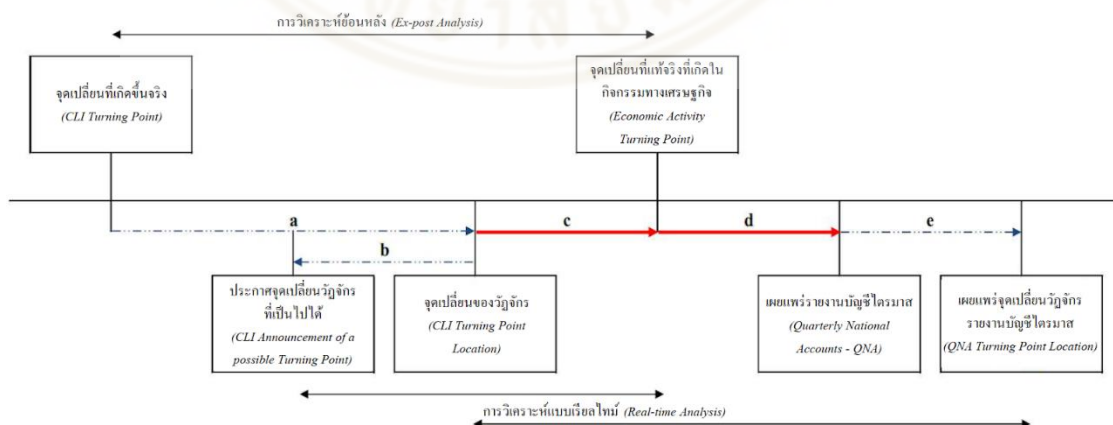 การวิเคราะห์ย้อนหลัง (Ex-post Analysis)
จุดเปลี่ยนที่เกิดขึ้นจริง
(CLI Turning Point)
จุดเปลี่ยนที่แท้จริงที่เกิดใน
กิจกรรมทางเศรษฐกิจ
(Economic Activity
Turning Point)
a
b
c
d
e
ประกาศจุดเปลี่ยนวัฏจักร
ที่เป็นไปได้
(CLI Announcement of a
possible Turning Point)
จุดเปลี่ยนของวัฏจักร
(CLI Turning Point
Location)
เผยแพร่รายงานบัญชีไตรมาส
(Quarterly National
Accounts - QNA)
เผยแพร่จุดเปลี่ยนวัฏจักร
รายงานบัญชีไตรมาส
(QNA Turning Point Location)
การวิเคราะห์แบบเรียลไทม์ (Real-time Analysis)